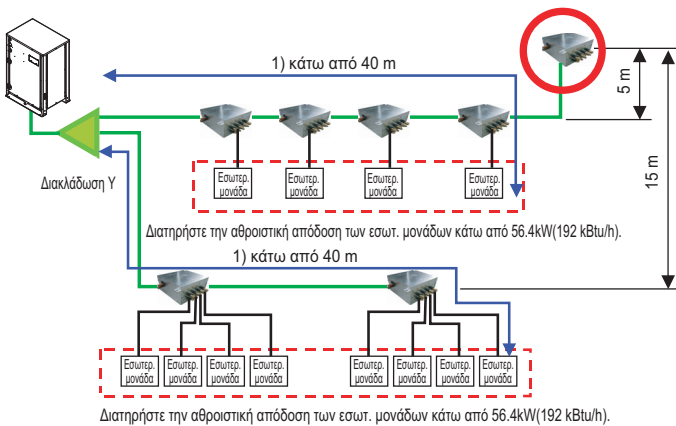 1) κάτω από 40 m
5 m
15 m
Εσωτερ.
μονάδα
Εσωτερ.
μονάδα
Εσωτερ.
μονάδα
Εσωτερ.
μονάδα
Διακλάδωση Υ
Διατηρήστε την αθροιστική απόδοση των εσωτ. μονάδων κάτω από 56.4kW(192 kBtu/h).
1) κάτω από 40 m
Εσωτερ.
μονάδα
Εσωτερ.
μονάδα
Εσωτερ.
μονάδα
Εσωτερ.
μονάδα
Εσωτερ.
μονάδα
Εσωτερ.
μονάδα
Εσωτερ.
μονάδα
Εσωτερ.
μονάδα
Διατηρήστε την αθροιστική απόδοση των εσωτ. μονάδων κάτω από 56.4kW(192 kBtu/h).